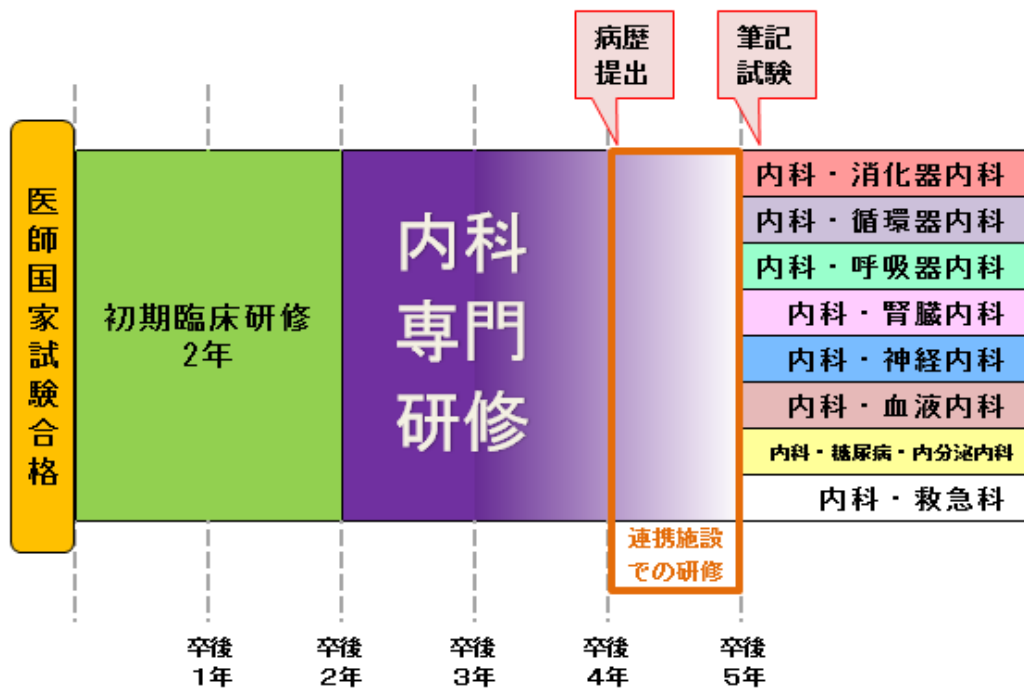 病歴
提出
筆記
試験
医師国家試験合格
初期臨床研修
2年
内科
専門
研修
内科・消化器内科
内科・循環器内科
内科・呼吸器内科
内科・腎臓内科
内科・神経内科
内科・血液内科
内科・糖尿病・内分泌内科
内科・救急科
連携施設
での研修
卒後
1年
卒後
2年
卒後
3年
卒後
4年
卒後
5年